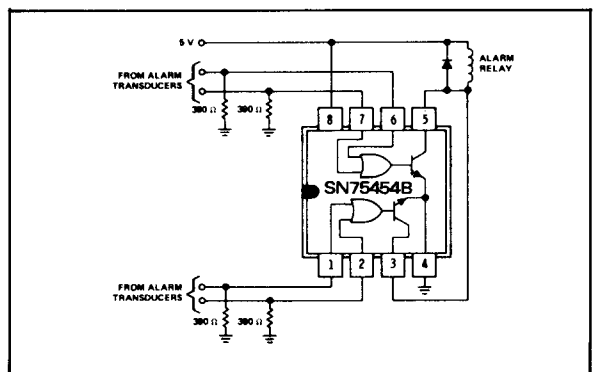 5 V
ALARM
RELAY
FROM ALARM
TRANSDUCERS
390 Ω
390 Ω
8 7 6 5
SN75454B
1 2 3 4
FROM ALARM
TRANSDUCERS
390 Ω
390 Ω